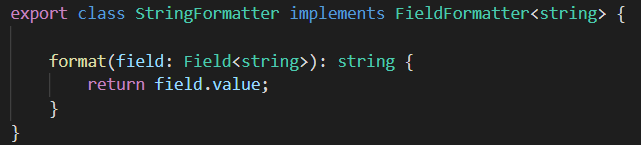 export class StringFormatter implements FieldFormatter<string> {
format(field: Field<string>): string {
return field.value;
}
}